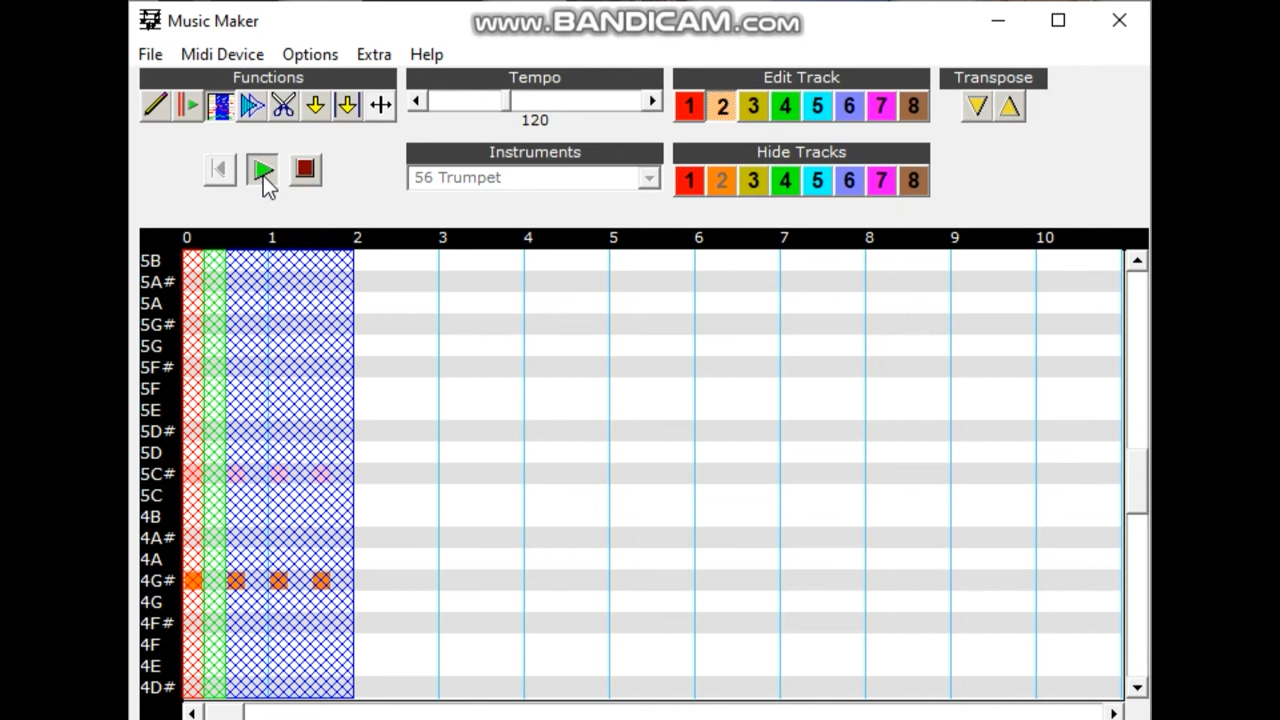 Music Maker
www.BANDICAM.com
File Midi Device Options Extra Help
Functions Tempo Edit Track Transpose
1 2 3 4 5 6 7 8
120
Instruments Hide Tracks
56 Trumpet
1 2 3 4 5 6 7 8
0 1 2 3 4 5 6 7 8 9 10
5B
5A#
5A
5G#
5G
5F#
5F
5E
5D#
5D
5C#
5C
4B
4A#
4A
4G#
4G
4F#
4F
4E
4D#